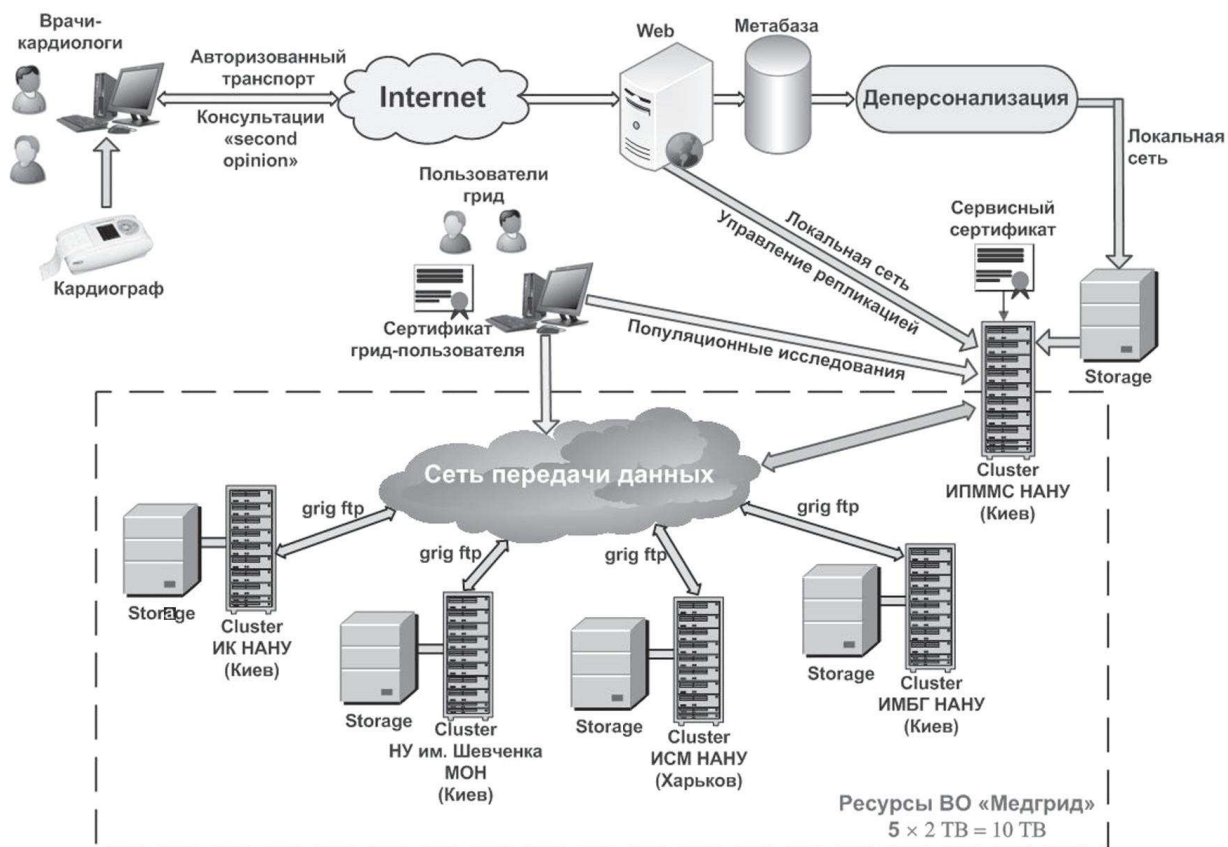 Врачи-
кардиологи
Авторизованный
транспорт
Консультации
«second
opinion»
Кардиограф
Internet
Web
Метабаза
Деперсонализация
Локальная
сеть
Пользователи
грид
Сертификат
грид-пользователя
Локальная сеть
Управление репликацией
Популяционные исследования
Сервисный
сертификат
Storage
Cluster
ИПММС НАНУ
(Киев)
Сеть передачи данных
grig ftp
grig ftp
grig ftp
grig ftp
Storage
Cluster
ИК НАНУ
(Киев)
Storage
Cluster
НУ им. Шевченка
МОН
(Киев)
Storage
Cluster
ИСМ НАНУ
(Харьков)
Storage
Cluster
ИМБГ НАНУ
(Киев)
Ресурсы ВО «Медгрид»
5 × 2 TB = 10 TB